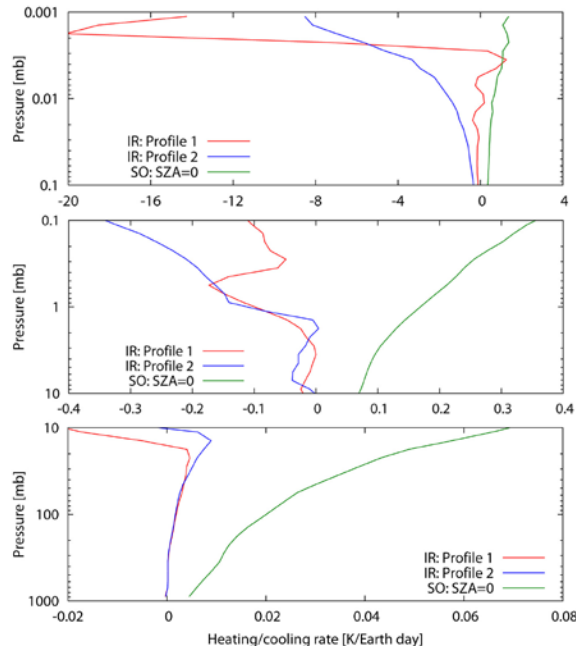 0.001
0.01
0.1
Pressure [mb]
IR: Profile 1
IR: Profile 2
SO: SZA=0
-20 -16 -12 -8 -4 0 4
0.1
1
10
Pressure [mb]
IR: Profile 1
IR: Profile 2
SO: SZA=0
-0.4 -0.3 -0.2 -0.1 0 0.1 0.2 0.3 0.4
10
100
1000
Pressure [mb]
IR: Profile 1
IR: Profile 2
SO: SZA=0
-0.02 0 0.02 0.04 0.06 0.08
Heating/cooling rate [K/Earth day]